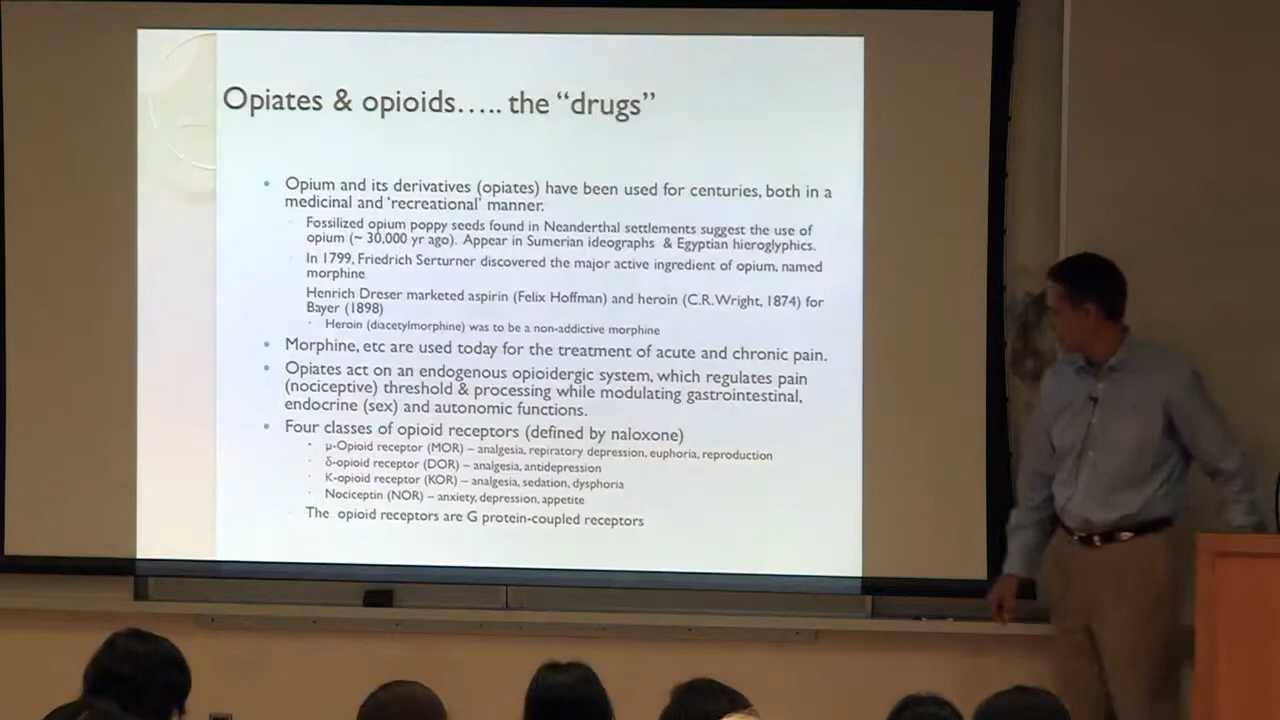 Opiates & opioids….. the “drugs”
• Opium and its derivatives (opiates) have been used for centuries, both in a
medicinal and ‘recreational’ manner.
Fossilized opium poppy seeds found in Neanderthal settlements suggest the use of
opium (~ 30,000 yr ago). Appear in Sumerian ideographs & Egyptian hieroglyphics.
In 1799, Friedrich Serturner discovered the major active ingredient of opium, named
morphine
Henrich Dreser marketed aspirin (Felix Hoffman) and heroin (C.R. Wright, 1874) for
Bayer (1898)
• Heroin (diacetylmorphine) was to be a non-addictive morphine
• Morphine, etc are used today for the treatment of acute and chronic pain.
• Opiates act on an endogenous opioidergic system, which regulates pain
(nociceptive) threshold & processing while modulating gastrointestinal,
endocrine (sex) and autonomic functions.
• Four classes of opioid receptors (defined by naloxone)
• μ-Opioid receptor (MOR) – analgesia, repiratory depression, euphoria, reproduction
• δ-opioid receptor (DOR) – analgesia, antidepression
• K-opioid receptor (KOR) – analgesia, sedation, dysphoria
• Nociceptin (NOR) – anxiety, depression, appetite
The opioid receptors are G protein-coupled receptors